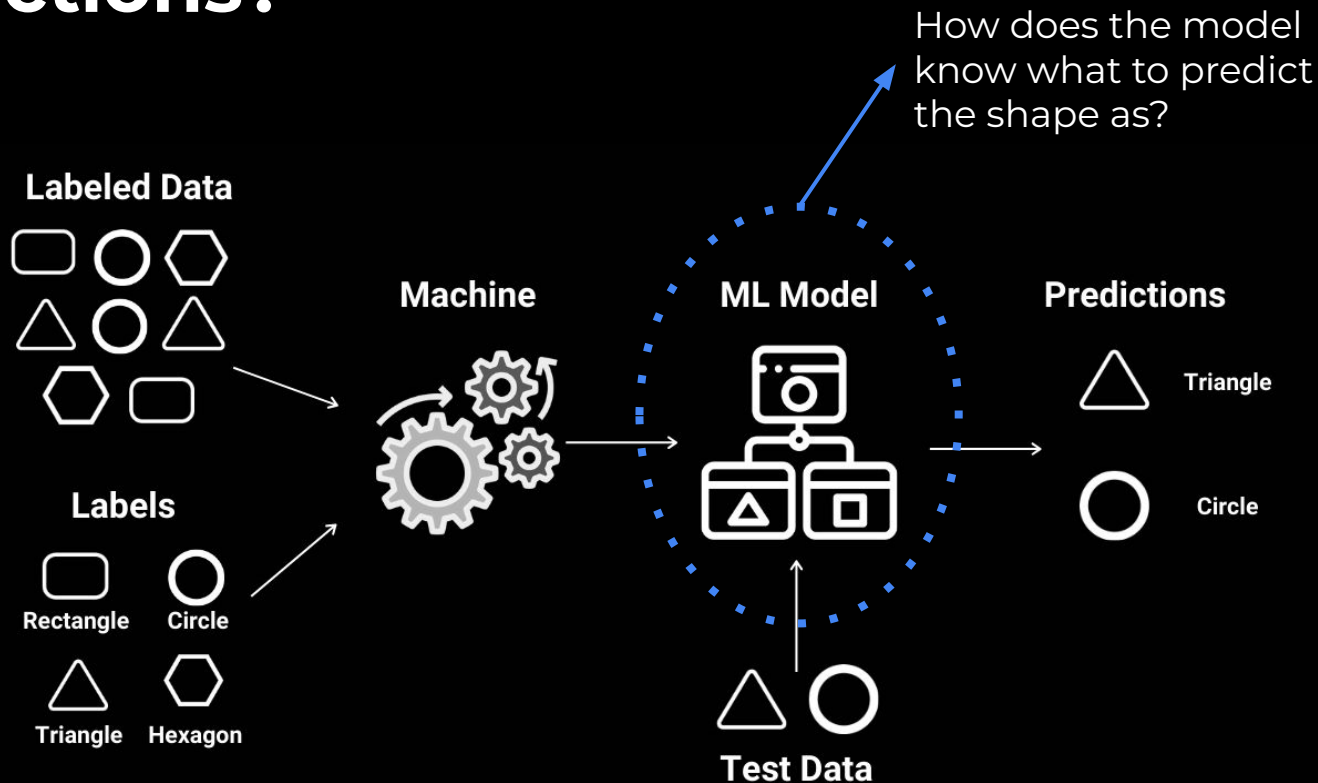 How does the model
know what to predict
the shape as?
Labeled Data
Machine
ML Model
Predictions
Triangle
Circle
Labels
Rectangle Circle
Triangle Hexagon
Test Data